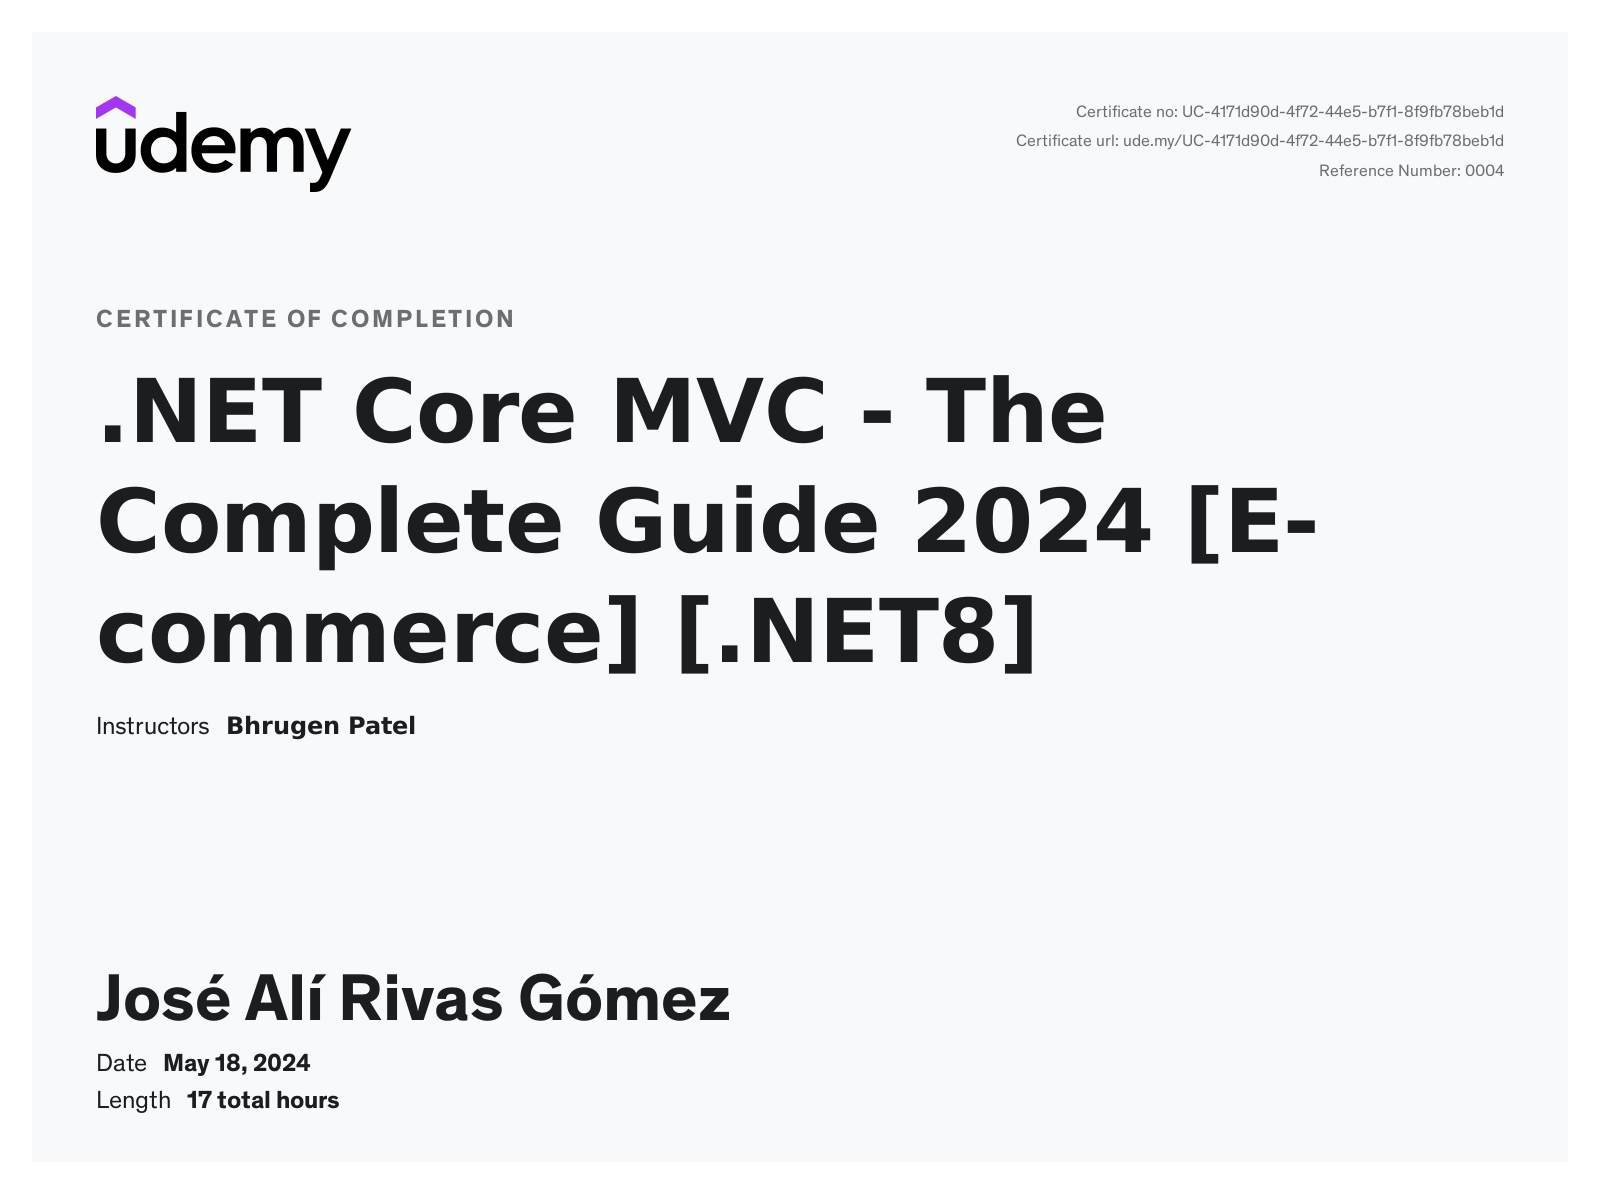 udemy
Certificate no: UC-4171d90d-4f72-44e5-b7f1-8f9fb78beb1d
Certificate url: ude.my/UC-4171d90d-4f72-44e5-b7f1-8f9fb78beb1d
Reference Number: 0004
CERTIFICATE OF COMPLETION
.NET Core MVC - The
Complete Guide 2024 [E-
commerce] [.NET8]
Instructors Bhrugen Patel
José Alí Rivas Gómez
Date May 18, 2024
Length 17 total hours